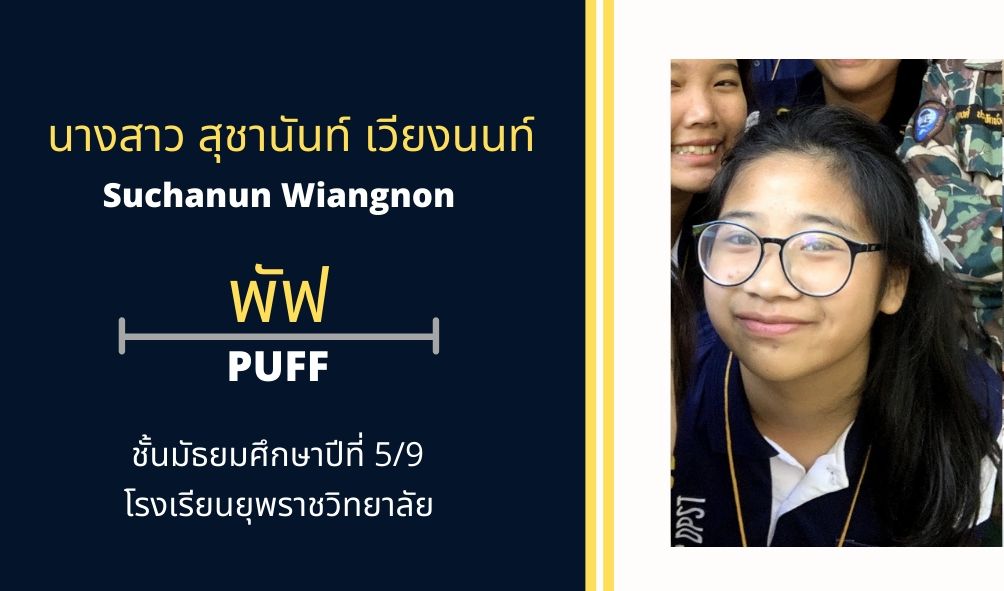 นางสาว สุชานันท์ เวียงนนท์
Suchanun Wiangnon
พัฟ
PUFF
ชั้นมัธยมศึกษาปีที่ 5/9
โรงเรียนยุพราชวิทยาลัย
DPST